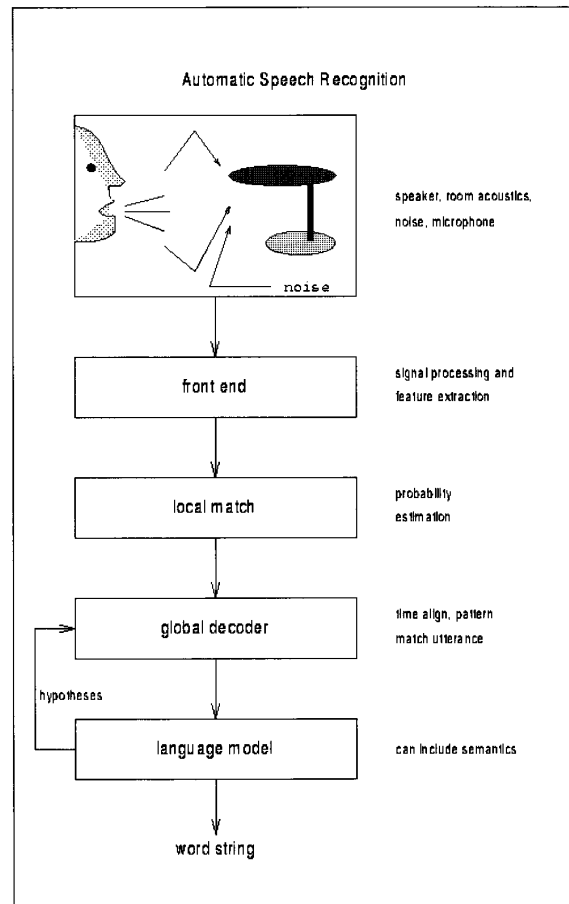 Automatic Speech Recognition
speaker, room acoustics,
noise, microphone
noise
front end
signal processing and
feature extraction
local match
probability
estimation
global decoder
time align, pattern
match utterance
hypotheses
language model
can include semantics
word string